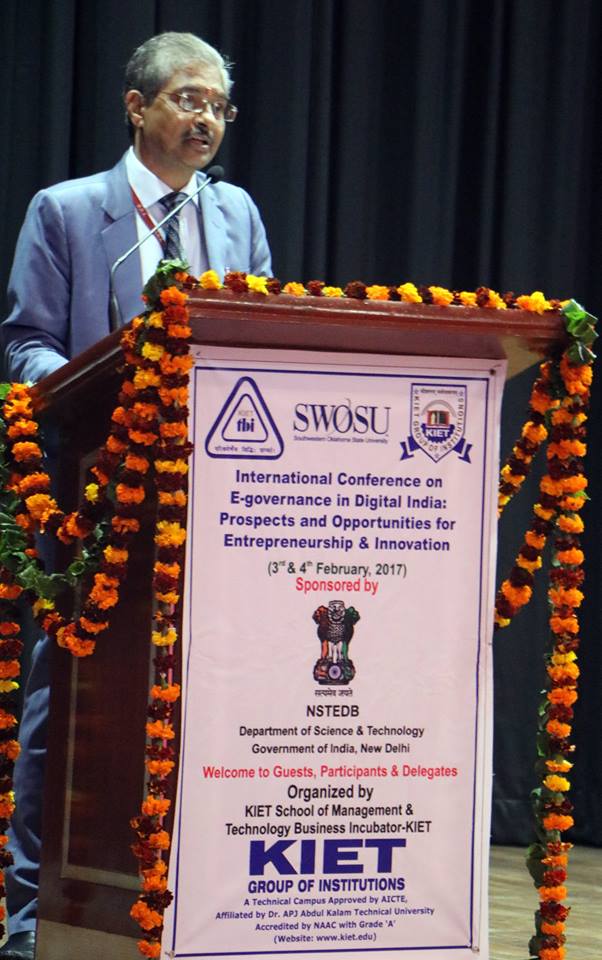 KIET
fbi
SWOSU
Southwestern Oklahoma State University
KIET
GROUP OF INSTITUTIONS
International Conference on
E-governance in Digital India:
Prospects and Opportunities for
Entrepreneurship & Innovation
(3rd & 4th February, 2017)
Sponsored by
सत्यमेव जयते
NSTEDB
Department of Science & Technology
Government of India, New Delhi
Welcome to Guests, Participants & Delegates
Organized by
KIET School of Management &
Technology Business Incubator-KIET
KIET
GROUP OF INSTITUTIONS
A Technical Campus Approved by AICTE,
Affiliated by Dr. APJ Abdul Kalam Technical University
Accredited by NAAC with Grade 'A'
(Website: www.kiet.edu)